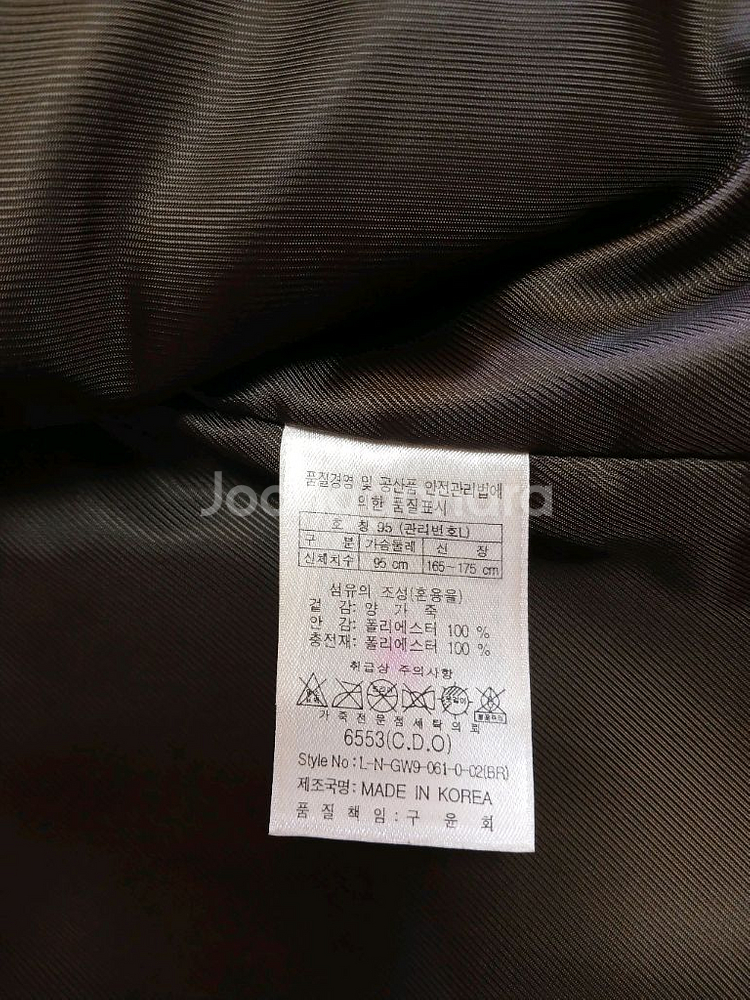 품질경영 및 공산품 안전관리법에
의한 품질표시
호 칭 95 (관리번호L)
구 분 가슴둘레 신 장
신체치수 95 cm 165~175 cm
섬유의 조성(혼용율)
겉 감: 양 가 죽
안 감: 폴리에스터 100 %
충전재: 폴리에스터 100 %
취급상 주의사항
드라이
가 죽 전 문 점 세 탁 의 뢰
6553(C.D.O)
Style No : L-N-GW9-061-0-02(BR)
제조국명: MADE IN KOREA
품 질 책 임 : 구 윤 회